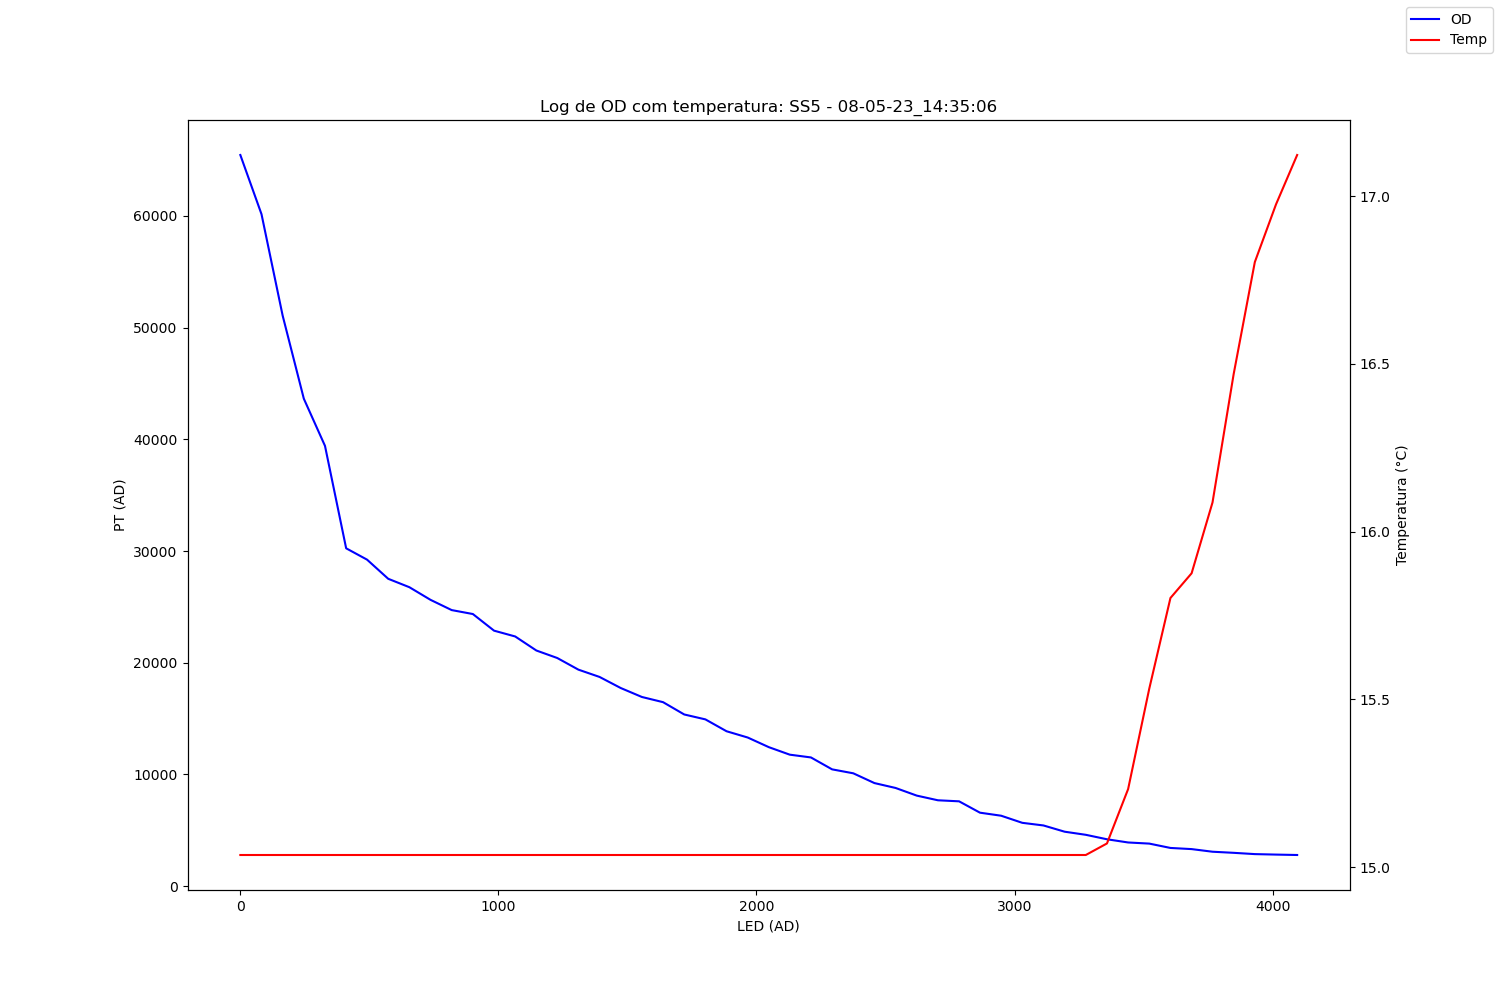 OD
Temp
Log de OD com temperatura: SS5 - 08-05-23_14:35:06
60000
50000
40000
30000
20000
10000
0
PT (AD)
17.0
16.5
16.0
15.5
15.0
Temperatura (°C)
0 1000 2000 3000 4000
LED (AD)